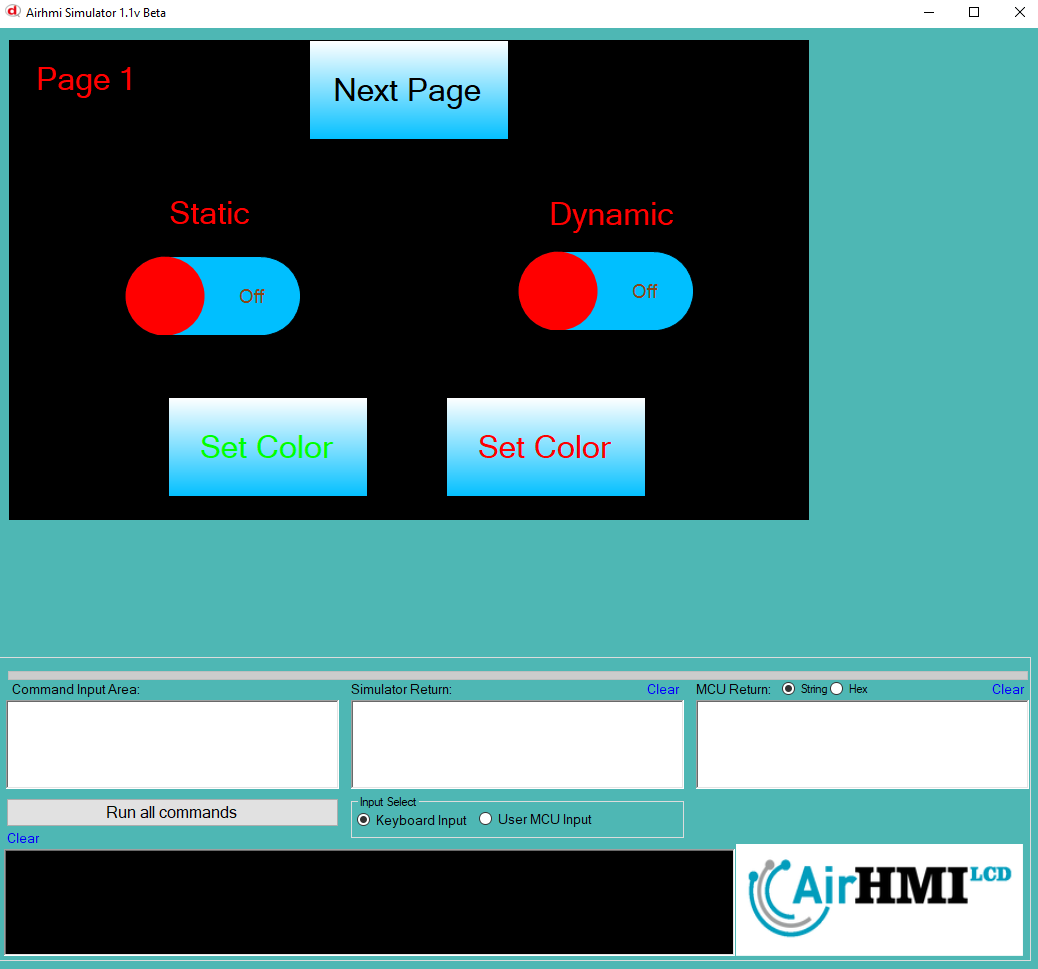 Airhmi Simulator 1.1v Beta
Page 1
Next Page
Static
Dynamic
Off
Off
Set Color
Set Color
Command Input Area:
Simulator Return:
Clear
MCU Return:
String
Hex
Clear
Run all commands
Input Select
Keyboard Input
User MCU Input
Clear
AirHMI LCD